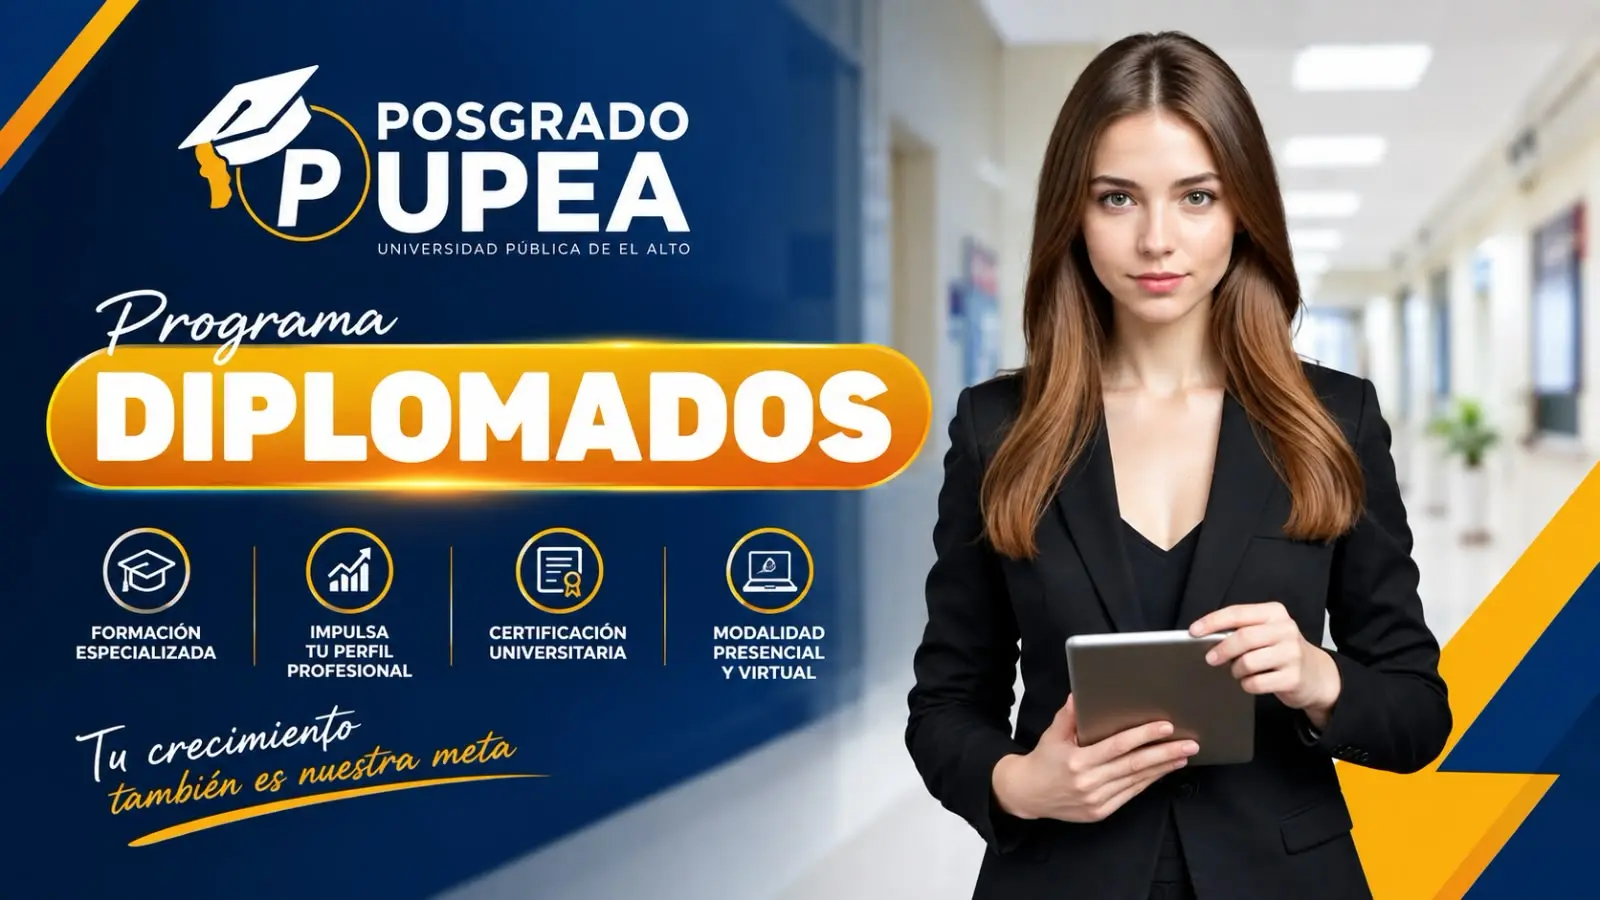 POSGRADO
P UPEA
UNIVERSIDAD PÚBLICA DE EL ALTO
Programa
DIPLOMADOS
FORMACIÓN
ESPECIALIZADA
IMPULSA
TU PERFIL
PROFESIONAL
CERTIFICACIÓN
UNIVERSITARIA
MODALIDAD
PRESENCIAL
Y VIRTUAL
Tu crecimiento
también es nuestra meta